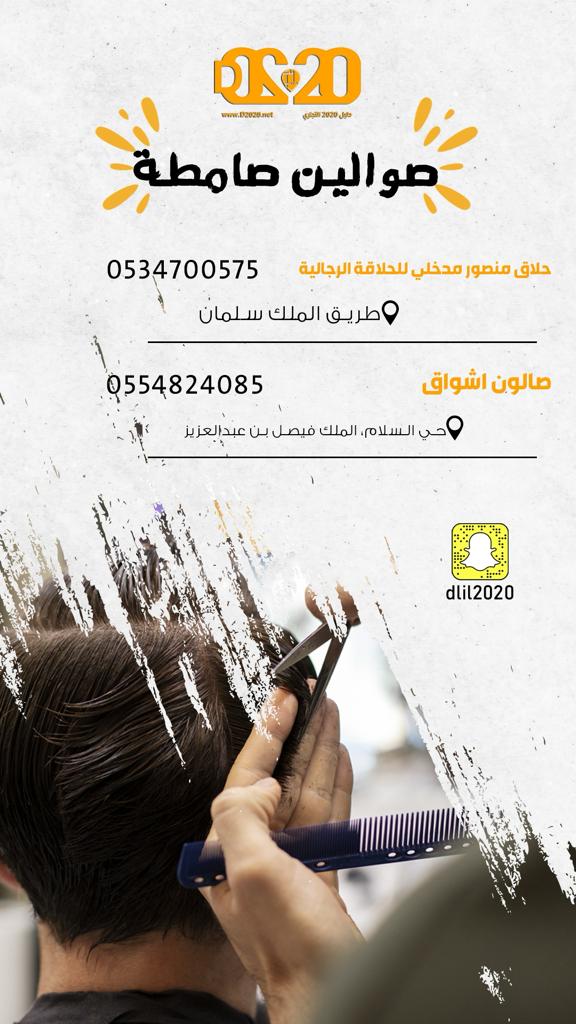 D2020
www.D2020.net دليل 2020 التجاري
صوالين صامطة
حلاق منصور مدخلي للحلاقة الرجالية 0534700575
طريق الملك سلمان
صالون اشواق 0554824085
حي السلام، الملك فيصل بن عبدالعزيز
dlil2020